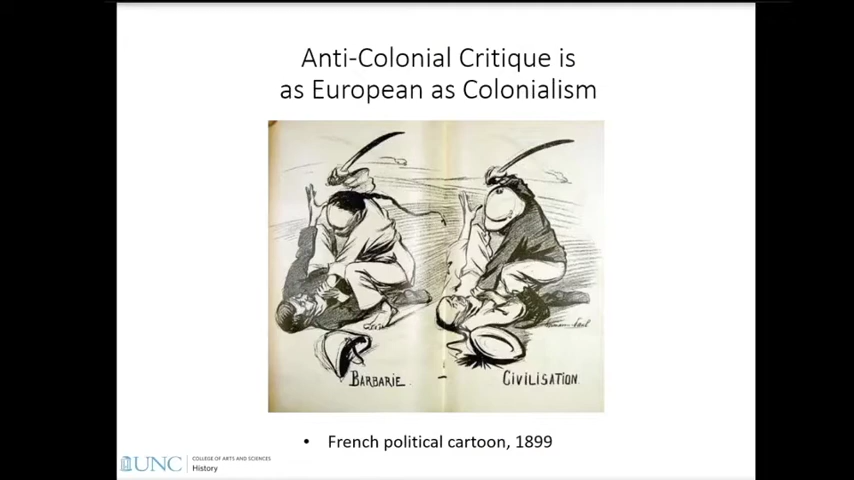 Anti-Colonial Critique is
as European as Colonialism
BARBARIE - CIVILISATION
• French political cartoon, 1899
UNC
COLLEGE OF ARTS AND SCIENCES
History